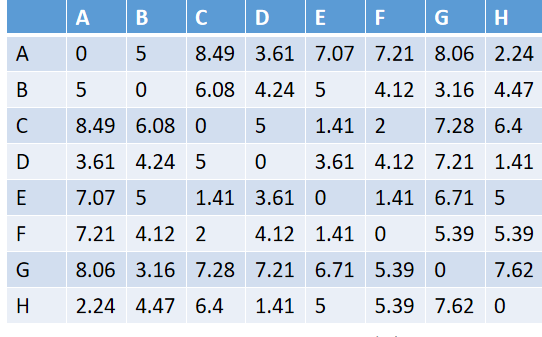 A B C D E F G H
A 0 5 8.49 3.61 7.07 7.21 8.06 2.24
B 5 0 6.08 4.24 5 4.12 3.16 4.47
C 8.49 6.08 0 5 1.41 2 7.28 6.4
D 3.61 4.24 5 0 3.61 4.12 7.21 1.41
E 7.07 5 1.41 3.61 0 1.41 6.71 5
F 7.21 4.12 2 4.12 1.41 0 5.39 5.39
G 8.06 3.16 7.28 7.21 6.71 5.39 0 7.62
H 2.24 4.47 6.4 1.41 5 5.39 7.62 0